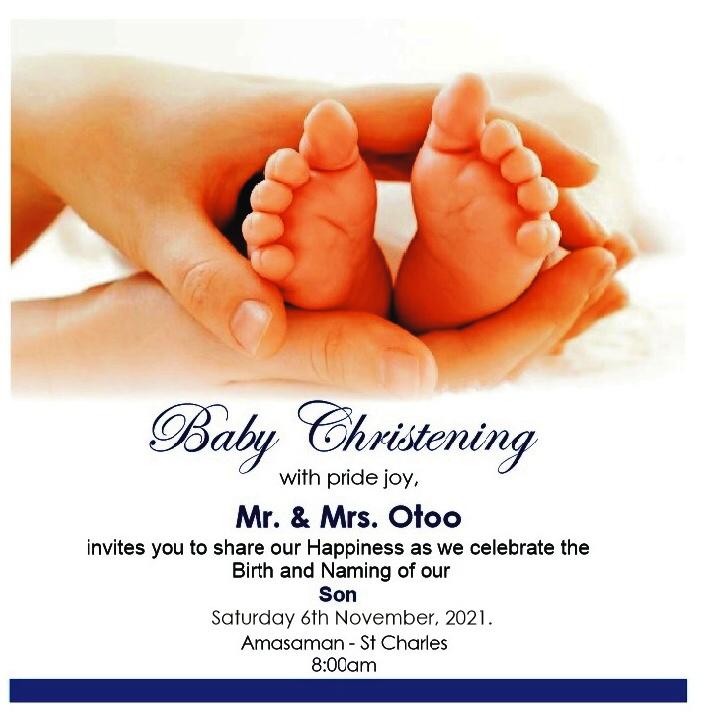 Baby Christening
with pride joy,
Mr. & Mrs. Otoo
invites you to share our Happiness as we celebrate the
Birth and Naming of our
Son
Saturday 6th November, 2021.
Amasaman - St Charles
8:00am